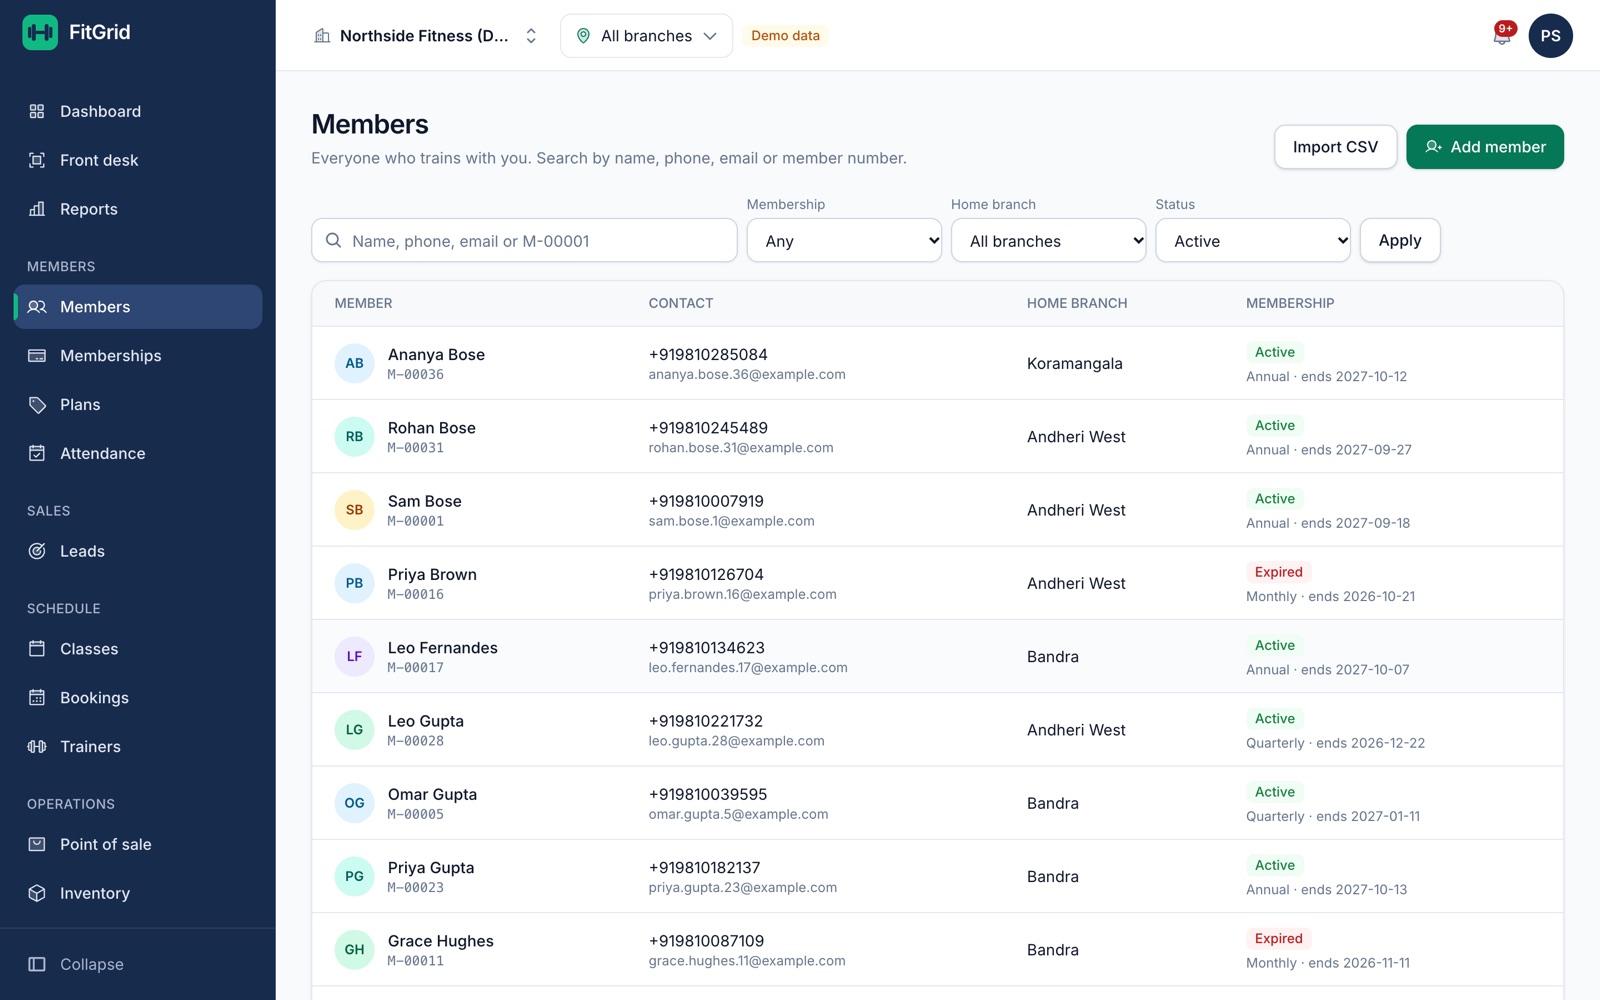 FitGrid
Dashboard
Front desk
Reports
MEMBERS
Members
Memberships
Plans
Attendance
SALES
Leads
SCHEDULE
Classes
Bookings
Trainers
OPERATIONS
Point of sale
Inventory
Collapse
Northside Fitness (D... All branches Demo data 9+ PS
Members
Everyone who trains with you. Search by name, phone, email or member number.
Import CSV Add member
Membership Home branch Status
Name, phone, email or M-00001 Any All branches Active Apply
MEMBER CONTACT HOME BRANCH MEMBERSHIP
AB Ananya Bose +919810285084 Koramangala Active
M-00036 ananya.bose.36@example.com Annual · ends 2027-10-12
RB Rohan Bose +919810245489 Andheri West Active
M-00031 rohan.bose.31@example.com Annual · ends 2027-09-27
SB Sam Bose +919810007919 Andheri West Active
M-00001 sam.bose.1@example.com Annual · ends 2027-09-18
PB Priya Brown +919810126704 Andheri West Expired
M-00016 priya.brown.16@example.com Monthly · ends 2026-10-21
LF Leo Fernandes +919810134623 Bandra Active
M-00017 leo.fernandes.17@example.com Annual · ends 2027-10-07
LG Leo Gupta +919810221732 Andheri West Active
M-00028 leo.gupta.28@example.com Quarterly · ends 2026-12-22
OG Omar Gupta +919810039595 Bandra Active
M-00005 omar.gupta.5@example.com Quarterly · ends 2027-01-11
PG Priya Gupta +919810182137 Bandra Active
M-00023 priya.gupta.23@example.com Annual · ends 2027-10-13
GH Grace Hughes +919810087109 Bandra Expired
M-00011 grace.hughes.11@example.com Monthly · ends 2026-11-11